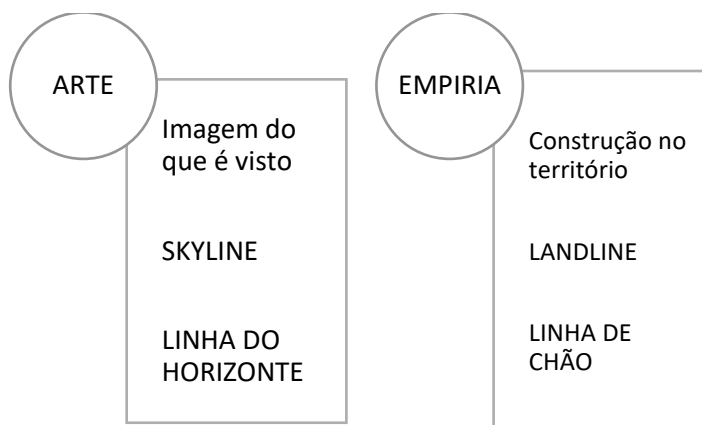 ARTE
Imagem do
que é visto
SKYLINE
LINHA DO
HORIZONTE
EMPIRIA
Construção no
território
LANDLINE
LINHA DE
CHÃO